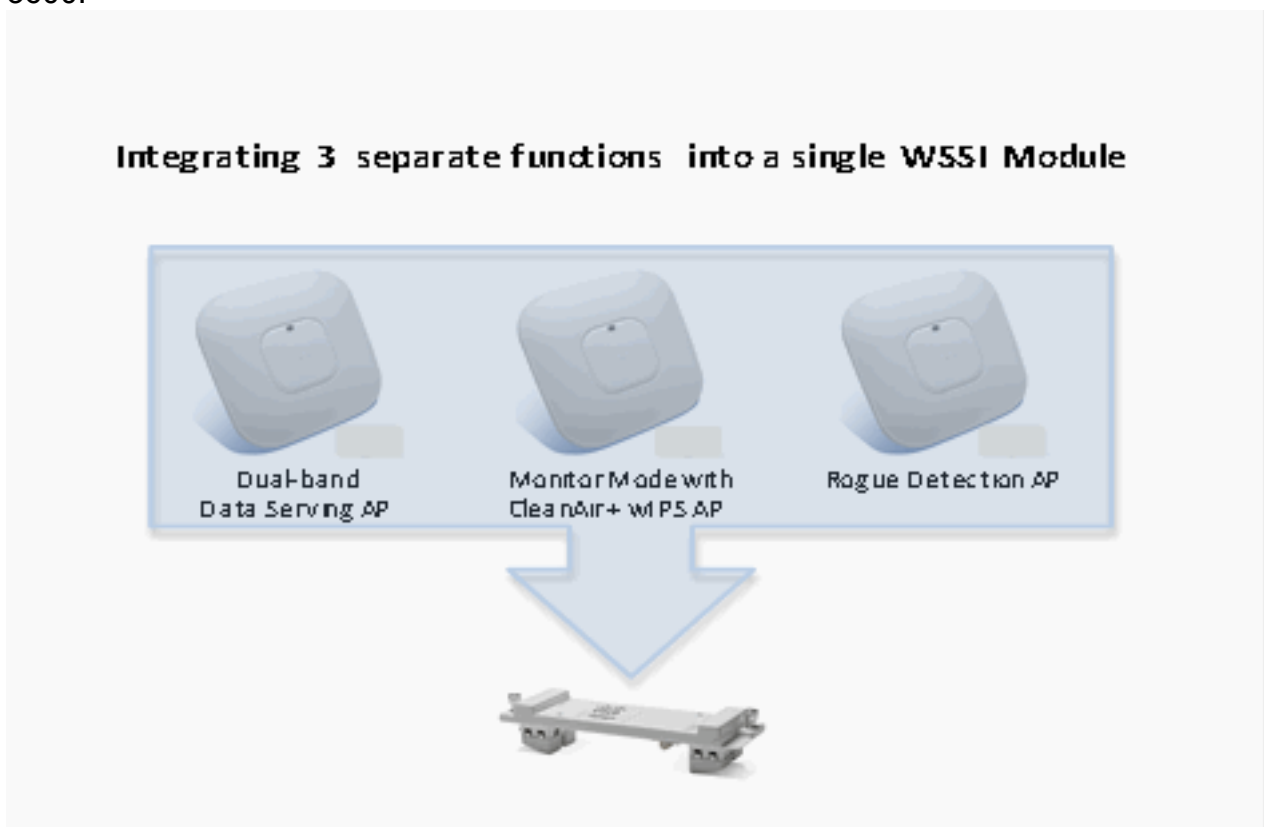 Integrating 3 separate functions into a single WSSI Module
Dual-band
Data Serving AP
Monitor Mode with
CleanAir + wIPS AP
Rogue Detection AP